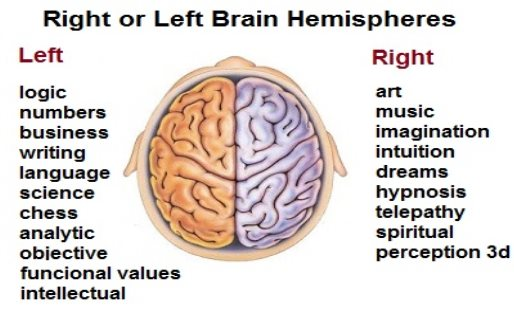 Right or Left Brain Hemispheres
Left
logic
numbers
business
writing
language
science
chess
analytic
objective
funcional values
intellectual
Right
art
music
imagination
intuition
dreams
hypnosis
telepathy
spiritual
perception 3d